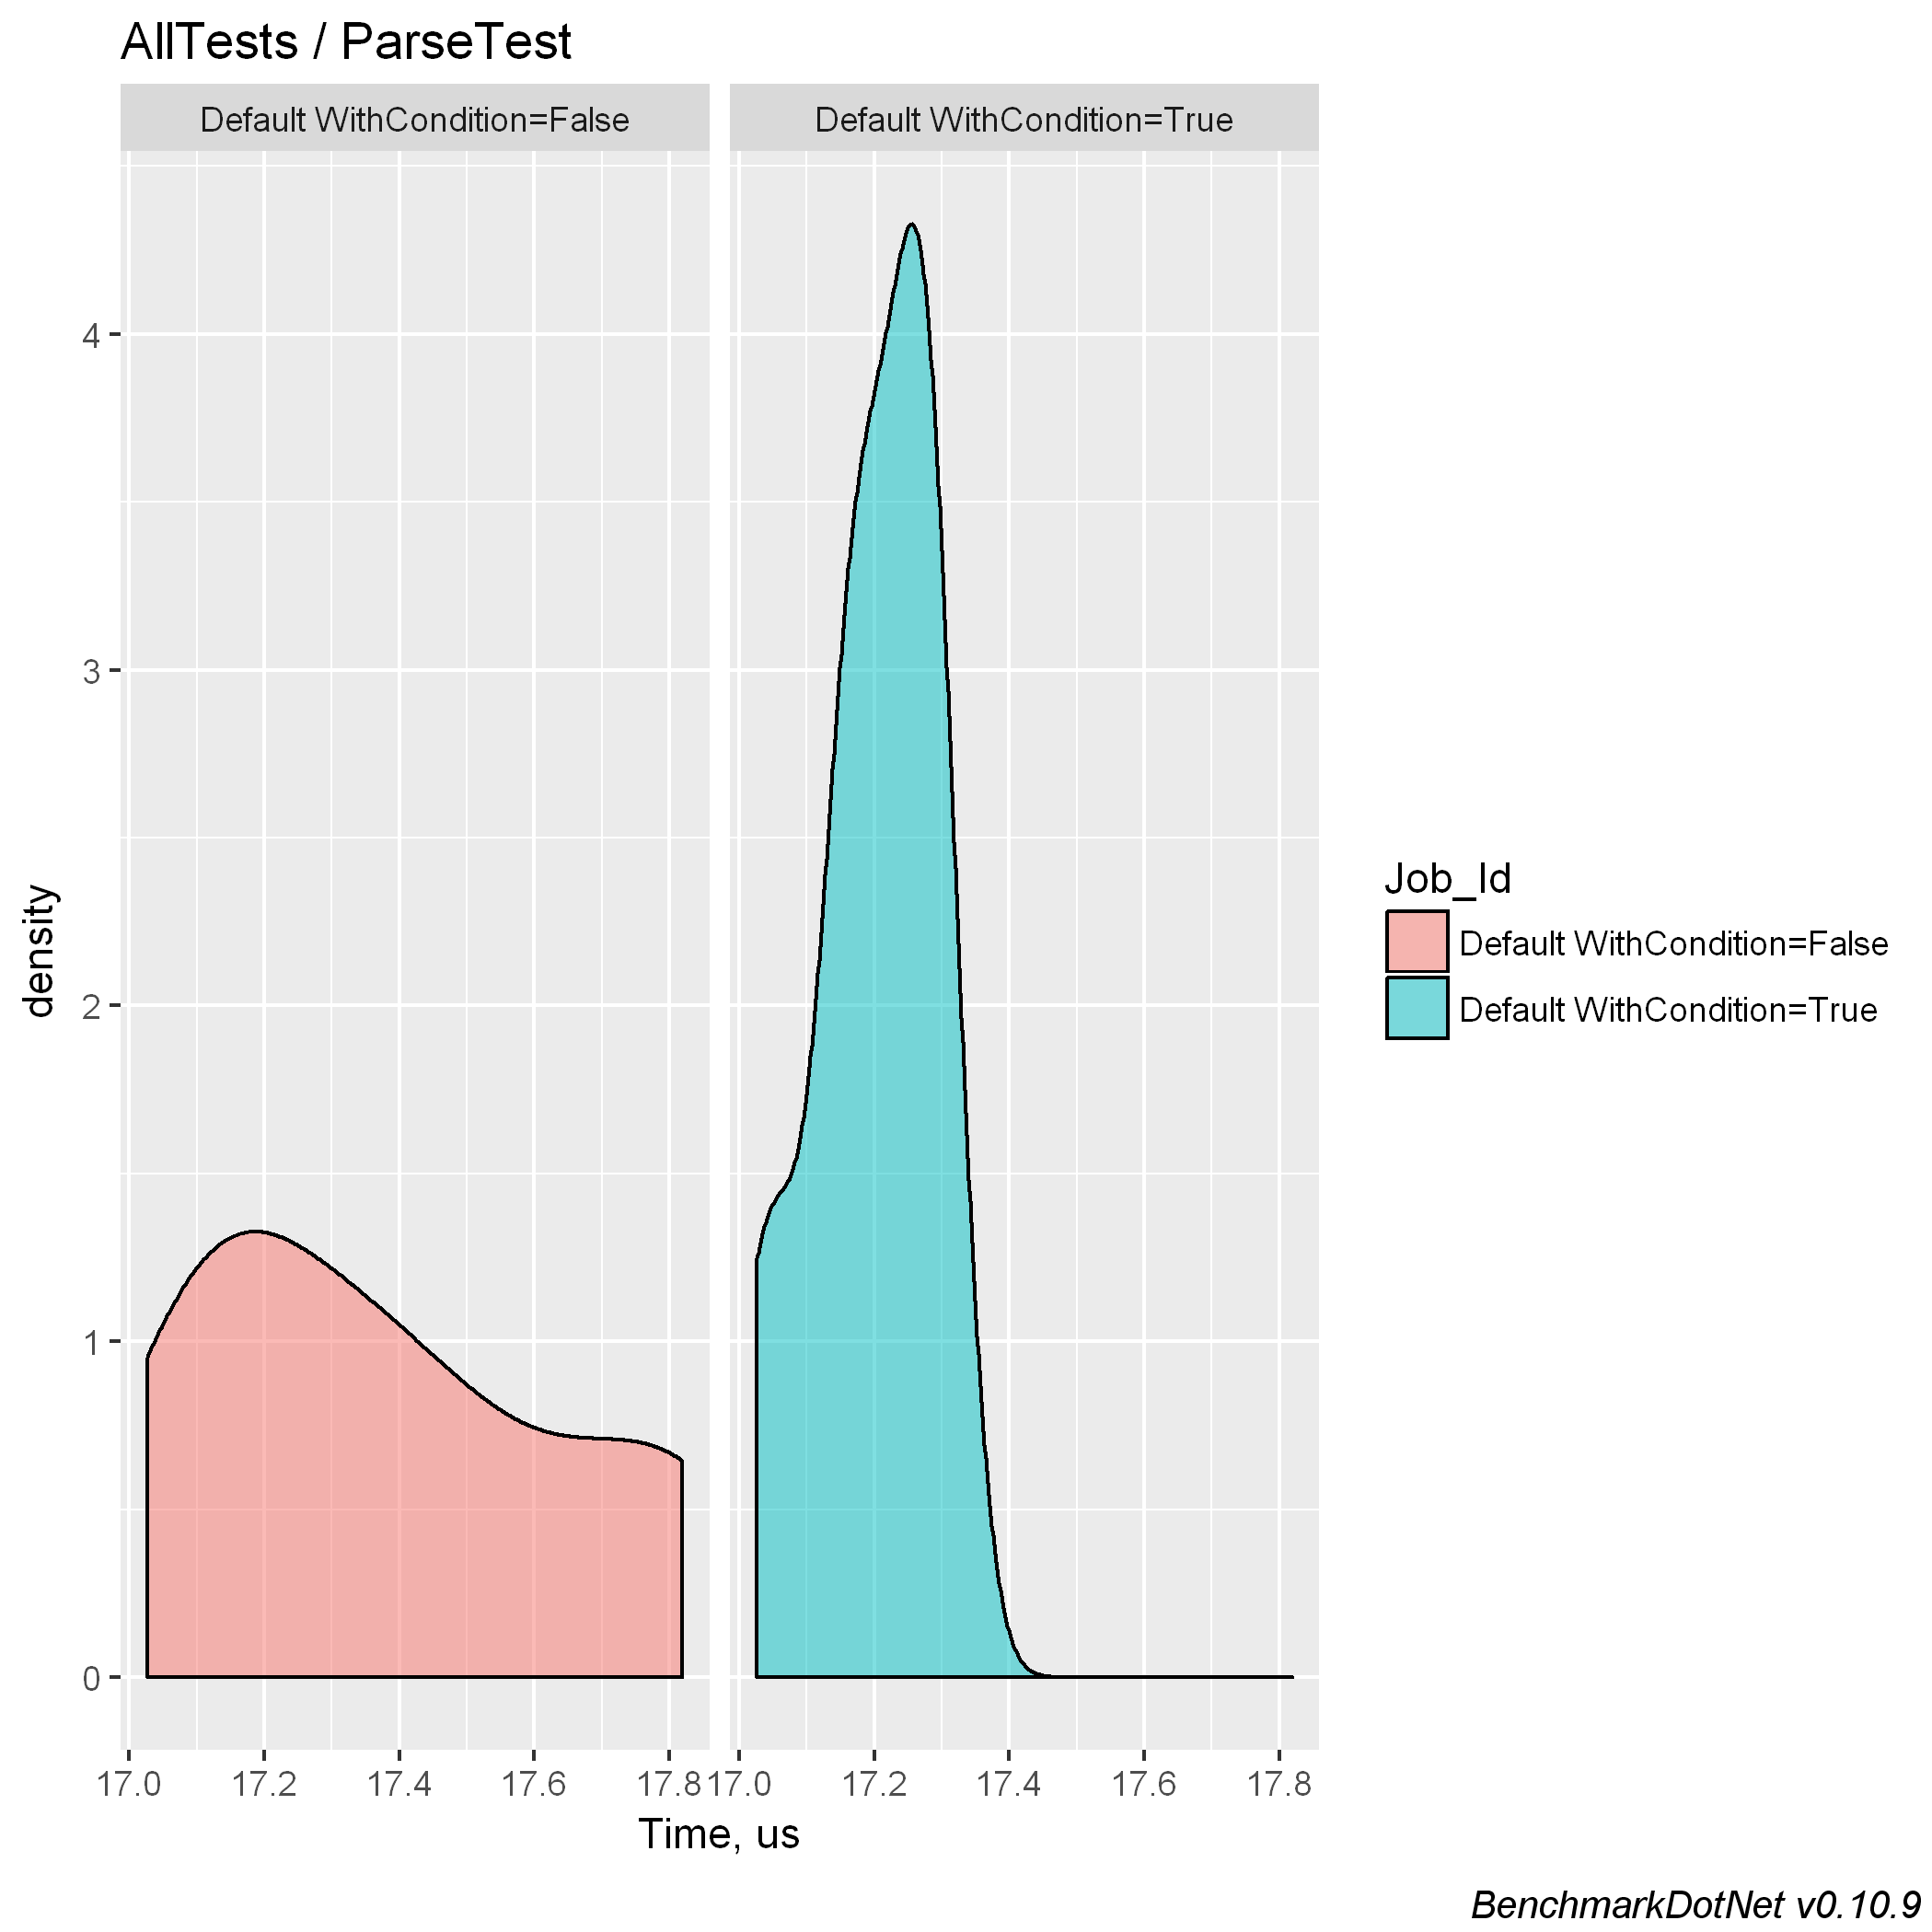 AllTests / ParseTest
Default WithCondition=False
Default WithCondition=True
density
4
3
2
1
0
17.0 17.2 17.4 17.6 17.8
17.0 17.2 17.4 17.6 17.8
Time, us
Job_Id
Default WithCondition=False
Default WithCondition=True
BenchmarkDotNet v0.10.9